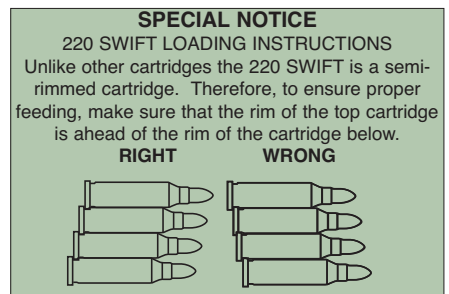 SPECIAL NOTICE
220 SWIFT LOADING INSTRUCTIONS
Unlike other cartridges the 220 SWIFT is a semi-
rimmed cartridge. Therefore, to ensure proper
feeding, make sure that the rim of the top cartridge
is ahead of the rim of the cartridge below.
RIGHT WRONG